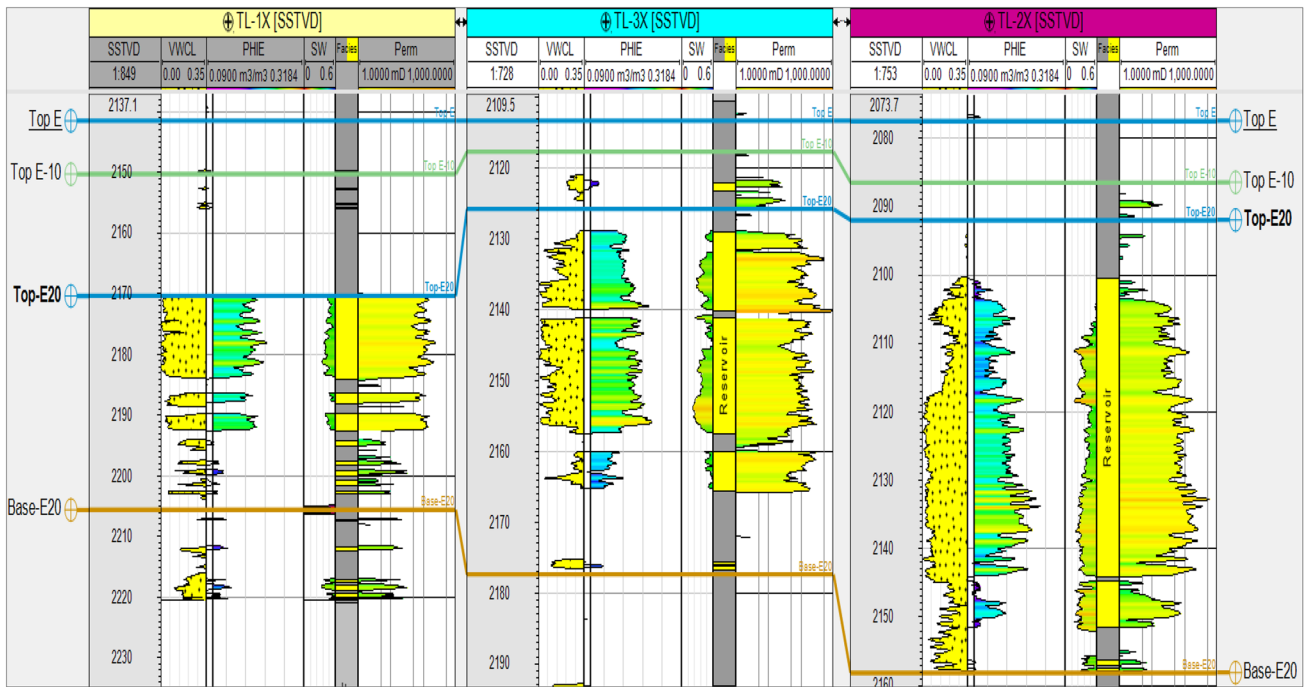 TL-1X [SSTVD]
TL-3X [SSTVD]
TL-2X [SSTVD]
SSTVD VWCL PHIE SW Facies Perm
1:849 0.00 0.35 0.0900 m3/m3 0.3184 0 0.6 1.0000 mD 1,000.0000
SSTVD VWCL PHIE SW Facies Perm
1:728 0.00 0.35 0.0900 m3/m3 0.3184 0 0.6 1.0000 mD 1,000.0000
SSTVD VWCL PHIE SW Facies Perm
1:753 0.00 0.35 0.0900 m3/m3 0.3184 0 0.6 1.0000 mD 1,000.0000
Top E
Top E-10
Top-E20
Base-E20
2137.1
2150
2160
2170
2180
2190
2200
2210
2220
2230
Top E
Top E-10
Top-E20
Base-E20
2109.5
2120
2130
2140
2150
2160
2170
2180
2190
Reservoir
Top E
Top E-10
Top-E20
Base-E20
2073.7
2080
2090
2100
2110
2120
2130
2140
2150
2160
Reservoir
Top E
Top E-10
Top-E20
Base-E20
Top E
Top E-10
Top-E20
Base-E20